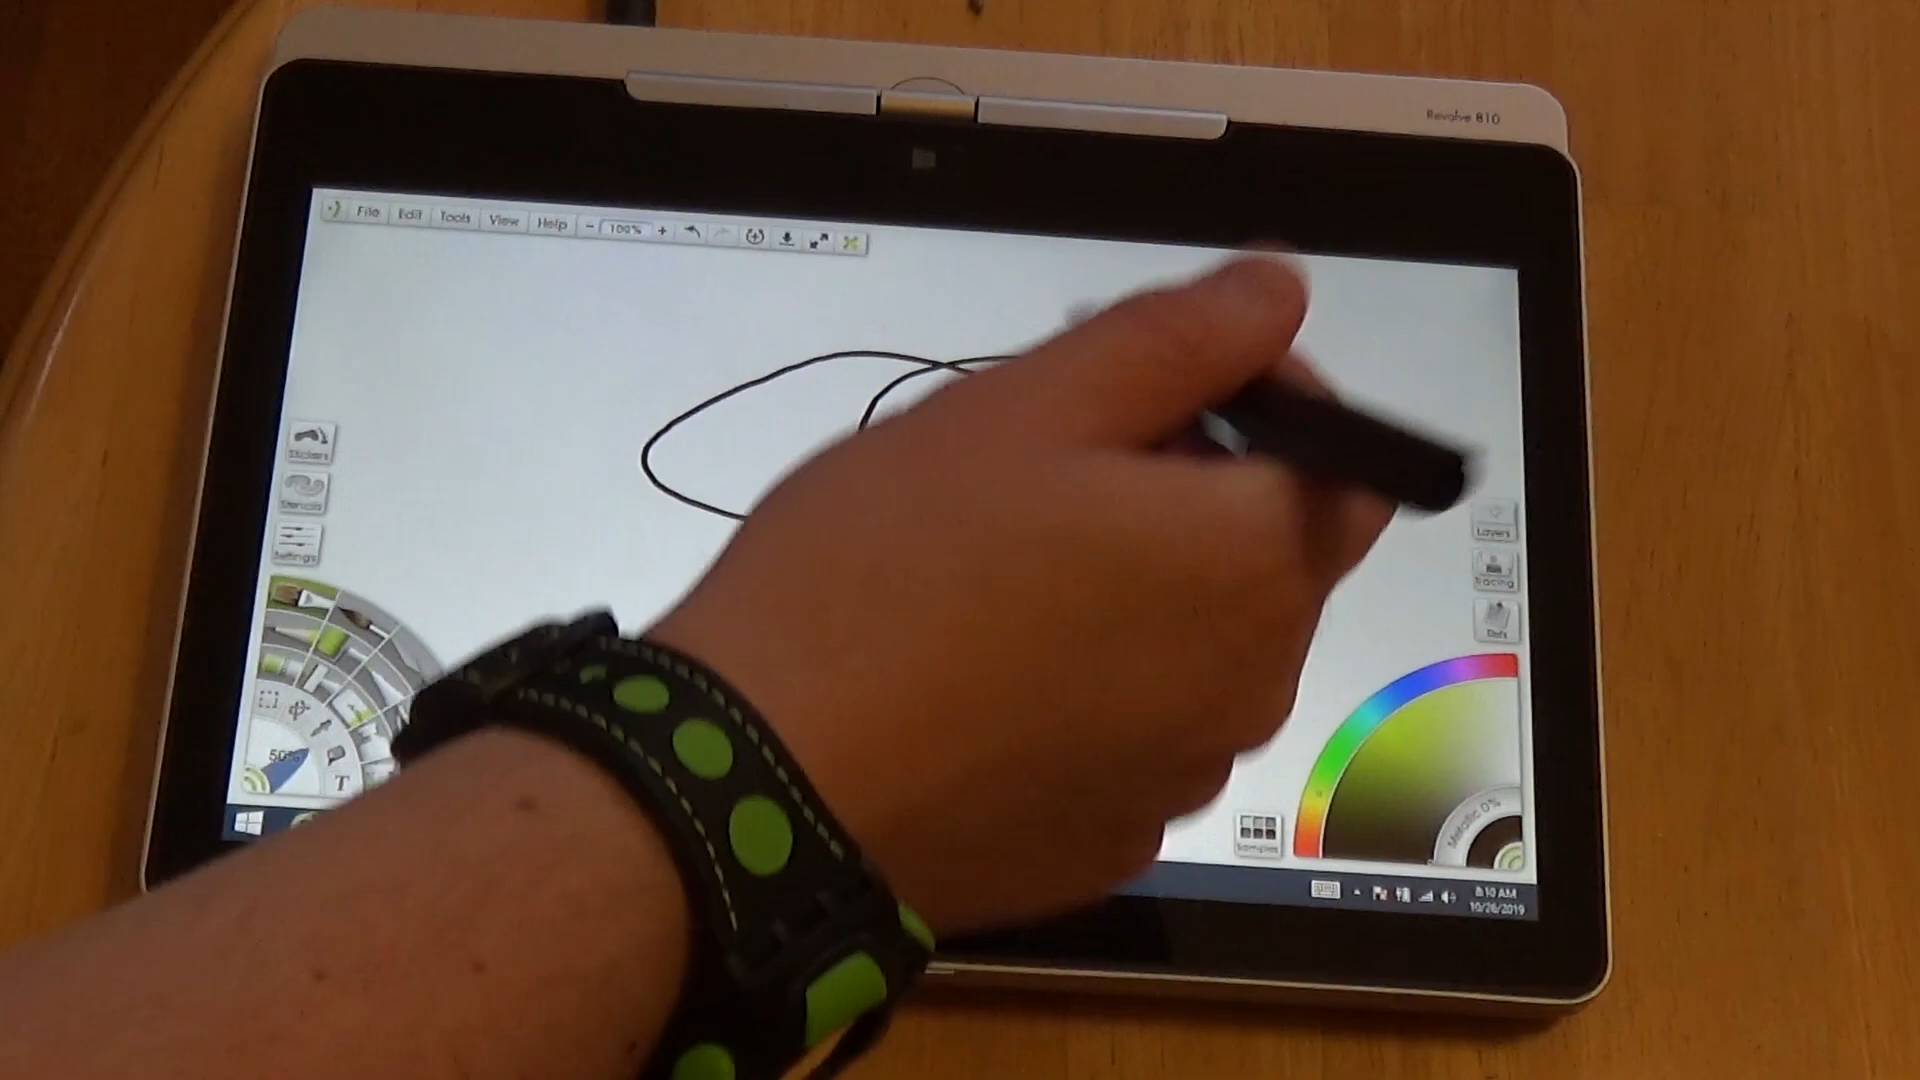 Revolve 810
File Edit Tools View Help - 100% +
Stickers
Stencils
Settings
Layers
Tracing
Refs
50%
T
Metallic 0%
Samples
8:10 AM
10/26/2019